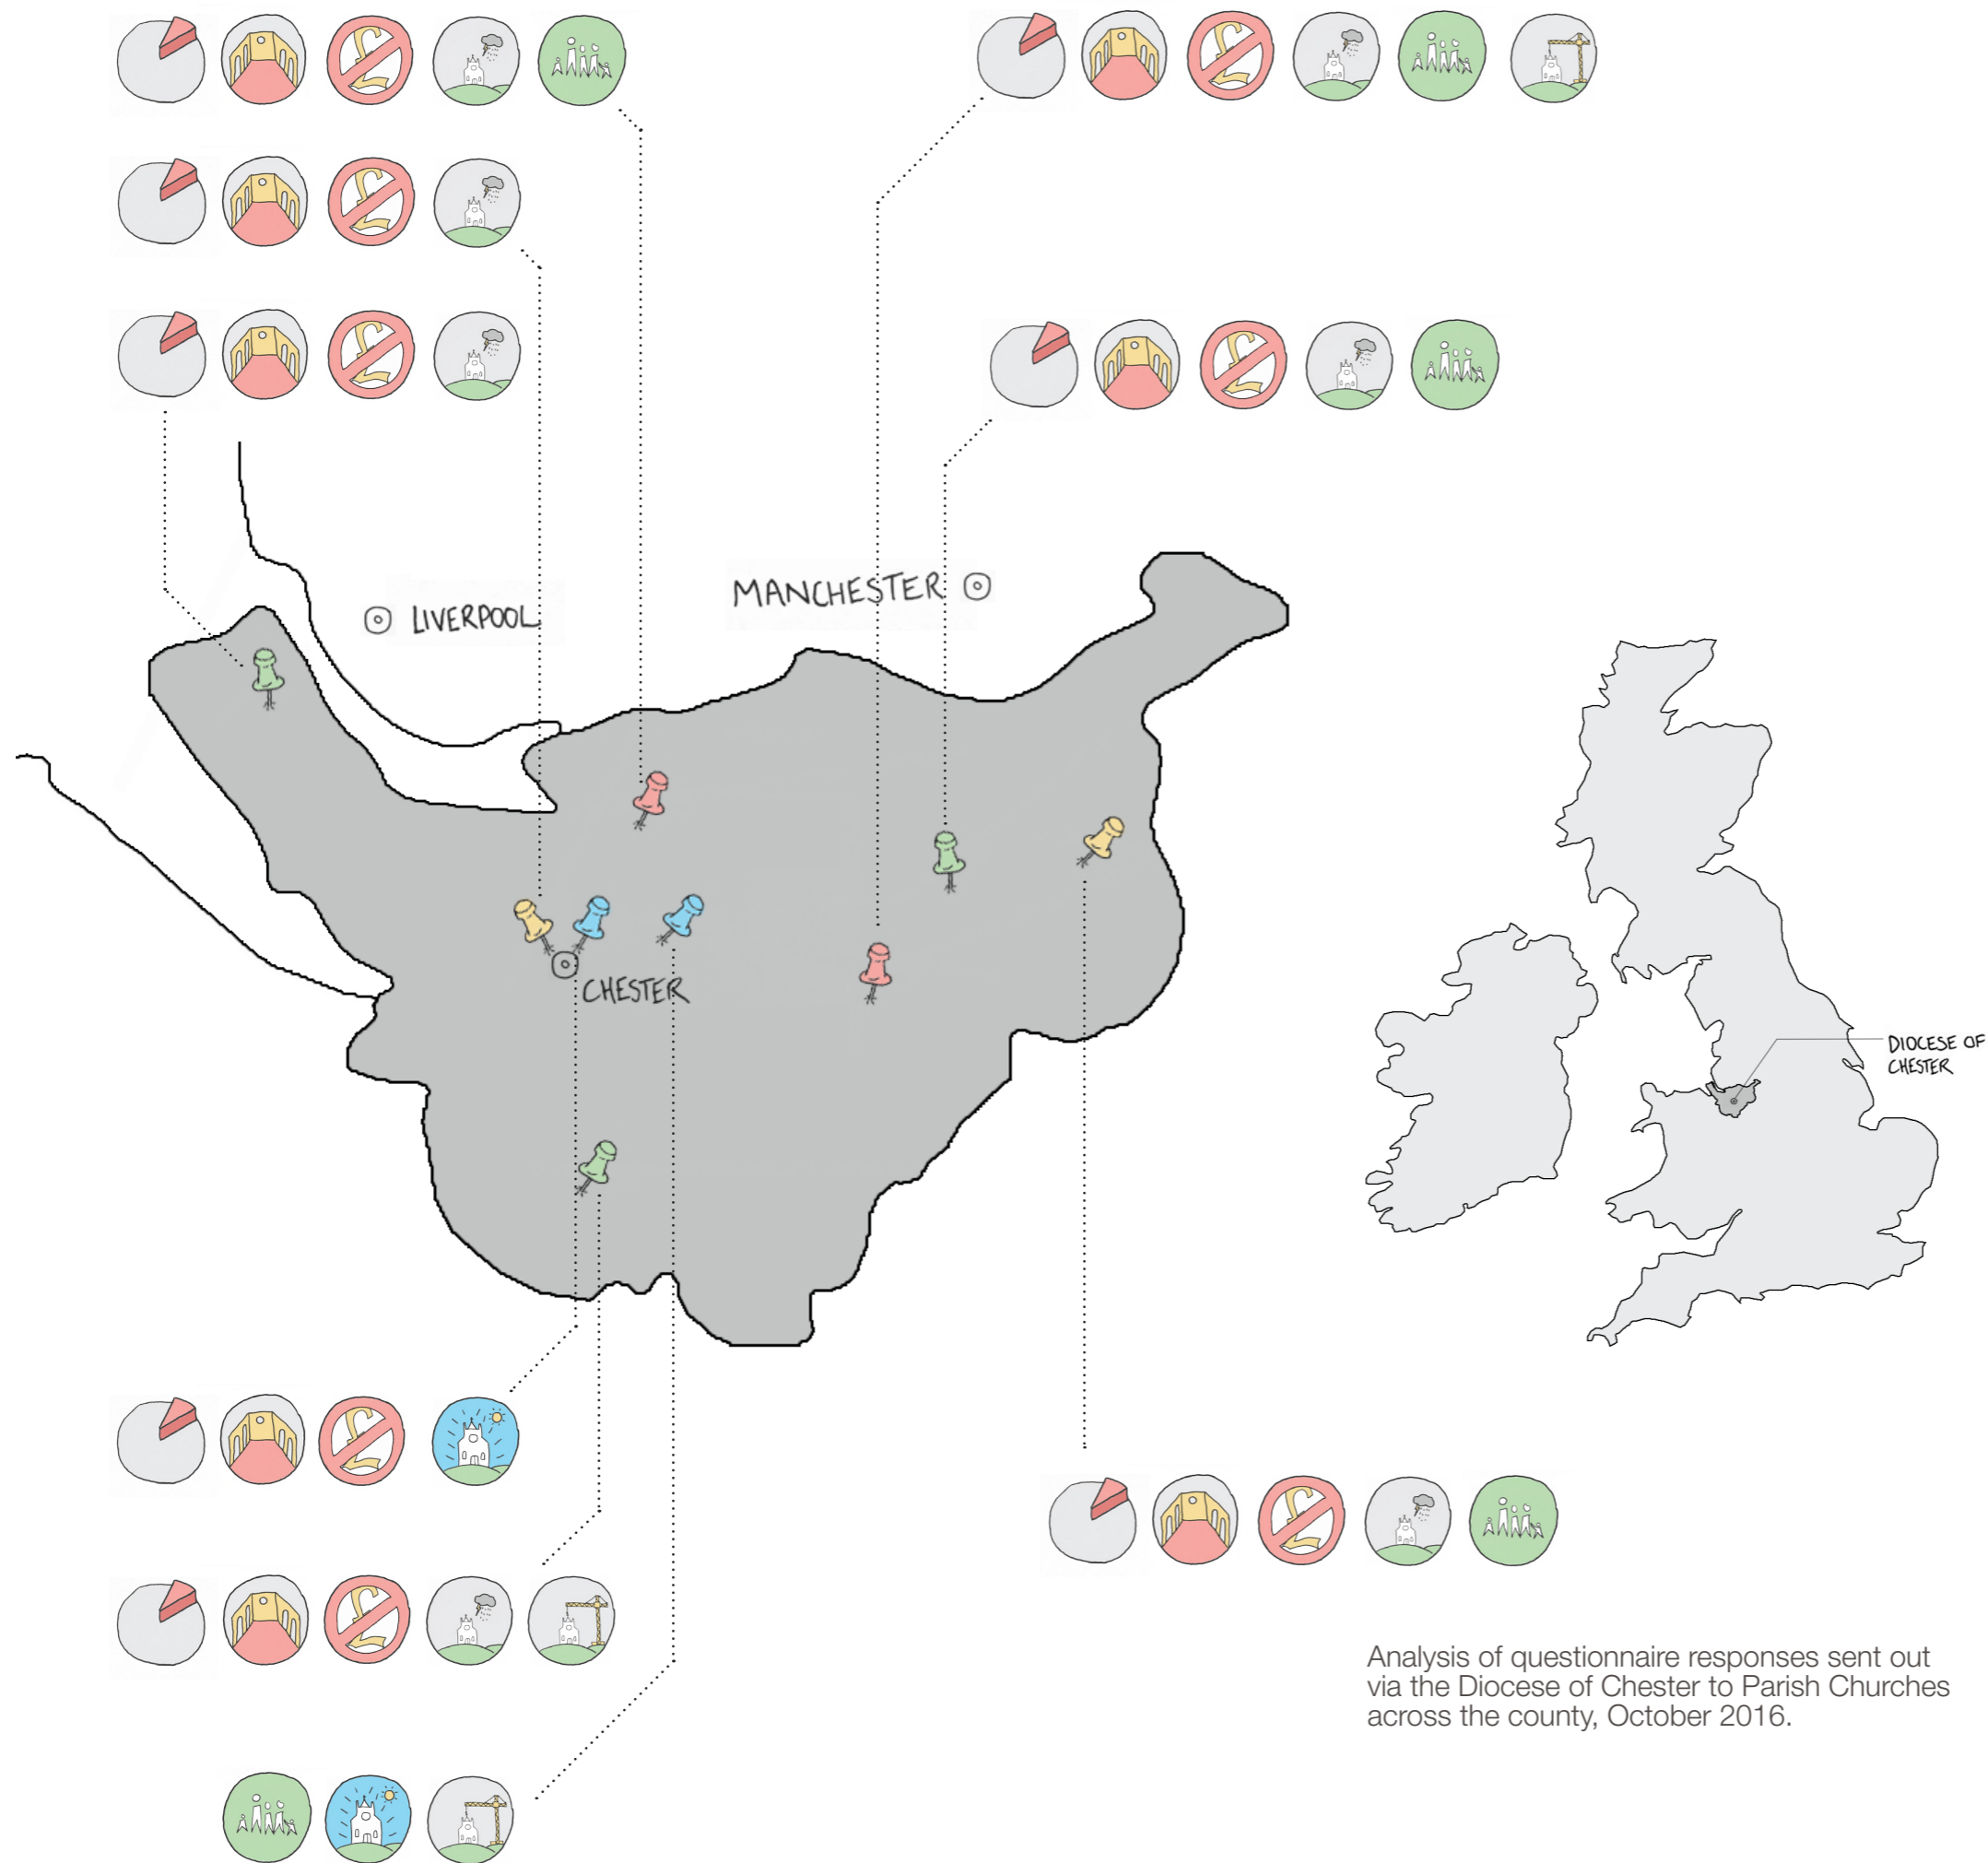 MANCHESTER
LIVERPOOL
CHESTER
DIOCESE OF
CHESTER
Analysis of questionnaire responses sent out
via the Diocese of Chester to Parish Churches
across the county, October 2016.